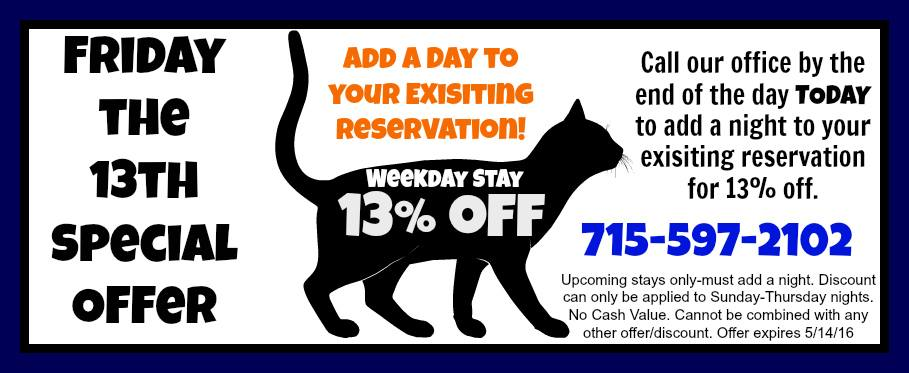 FRIDAY
THE
13TH
SPECIAL
OFFER
ADD A DAY TO
YOUR EXISITING
RESERVATION!
WEEKDAY STAY
13% OFF
Call our office by the
end of the day TODAY
to add a night to your
exisiting reservation
for 13% off.
715-597-2102
Upcoming stays only-must add a night. Discount
can only be applied to Sunday-Thursday nights.
No Cash Value. Cannot be combined with any
other offer/discount. Offer expires 5/14/16